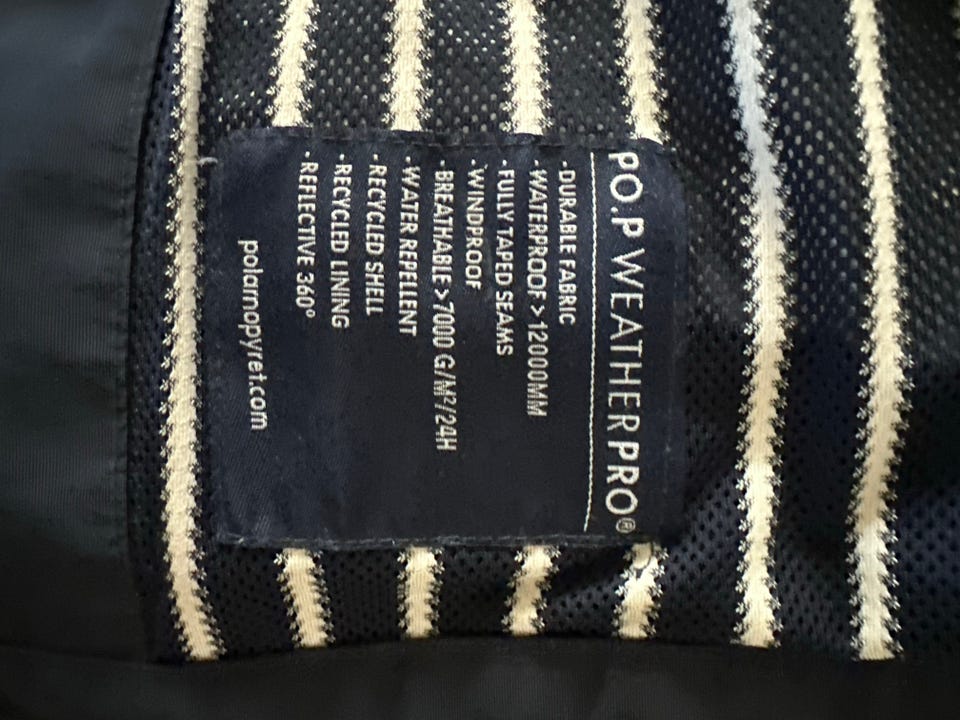 PO.P WEATHER PRO®
·DURABLE FABRIC
·WATERPROOF>12000MM
·FULLY TAPED SEAMS
·WINDPROOF
·BREATHABLE>7000 G/M²/24H
·WATER REPELLENT
·RECYCLED SHELL
·RECYCLED LINING
·REFLECTIVE 360°
polarnopyret.com